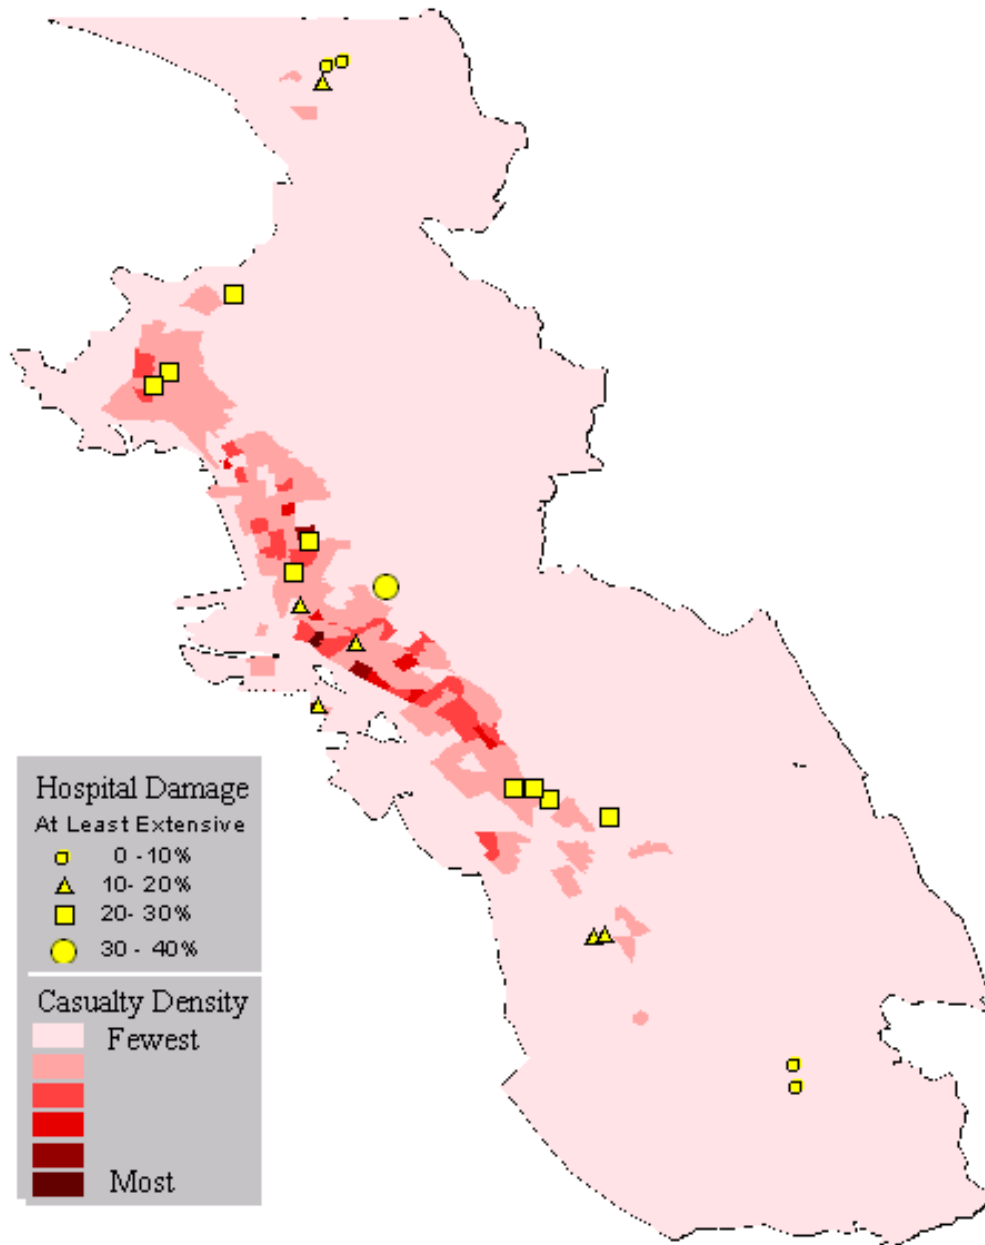 Hospital Damage
At Least Extensive
0 - 10%
10- 20%
20- 30%
30 - 40%
Casualty Density
Fewest
Most